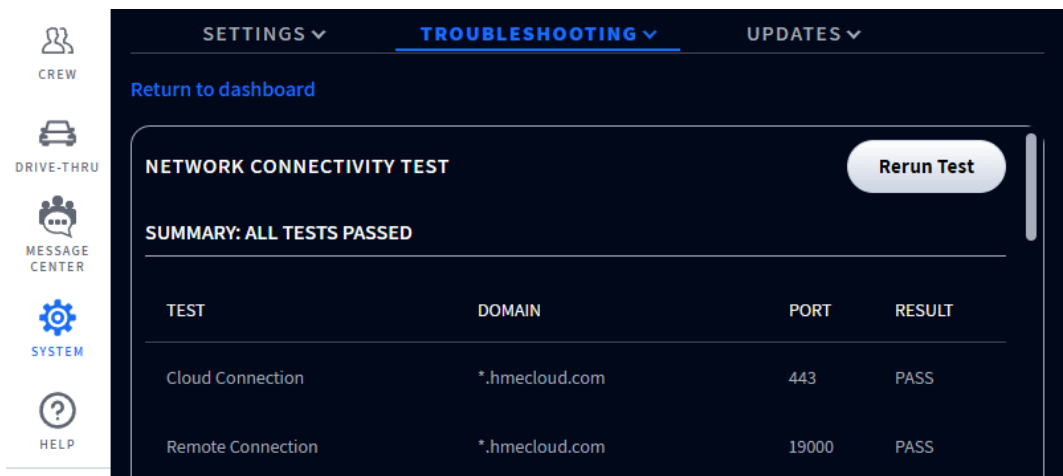 SETTINGS TROUBLESHOOTING UPDATES
CREW
Return to dashboard
DRIVE-THRU
NETWORK CONNECTIVITY TEST Rerun Test
MESSAGE
CENTER
SUMMARY: ALL TESTS PASSED
TEST DOMAIN PORT RESULT
SYSTEM
Cloud Connection *.hmecloud.com 443 PASS
HELP
Remote Connection *.hmecloud.com 19000 PASS